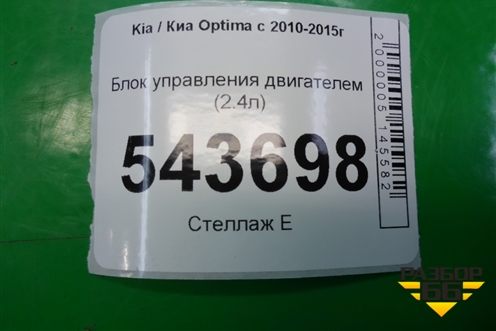 Kia / Киа Optima с 2010-2015г
Блок управления двигателем
(2.4л)
543698
Стеллаж Е
2000005145582
РАЗБОР
66